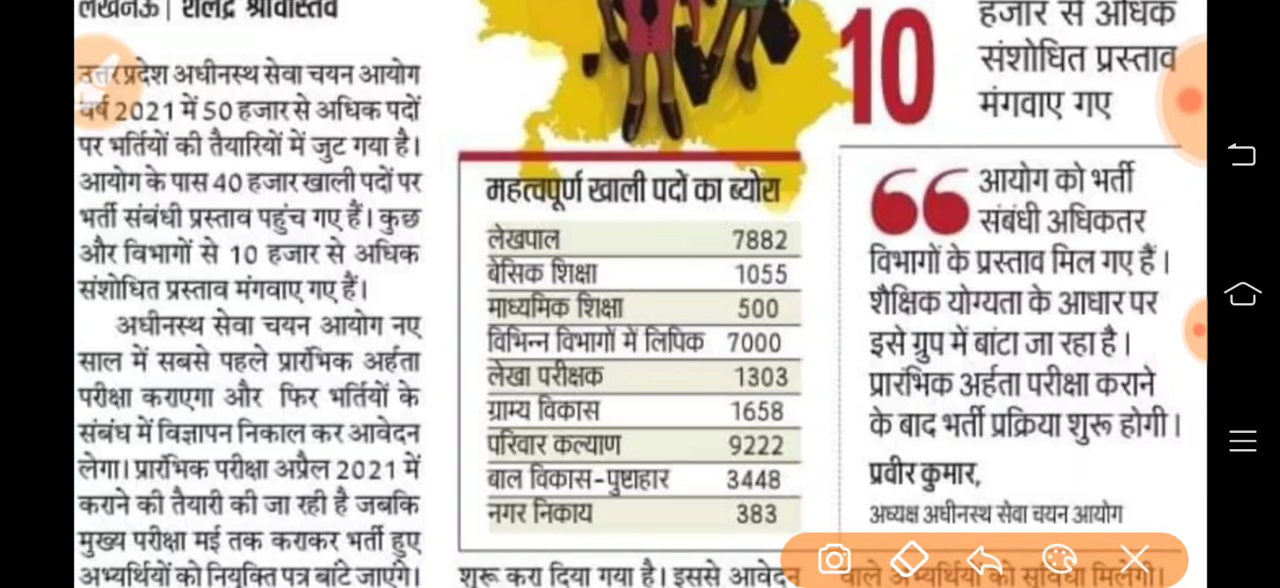 लखनऊ | शैलेंद्र श्रीवास्तव
उत्तर प्रदेश अधीनस्थ सेवा चयन आयोग
वर्ष 2021 में 50 हजार से अधिक पदों
पर भर्तियों की तैयारियों में जुट गया है।
आयोग के पास 40 हजार खाली पदों पर
भर्ती संबंधी प्रस्ताव पहुंच गए हैं। कुछ
और विभागों से 10 हजार से अधिक
संशोधित प्रस्ताव मंगवाए गए हैं।
अधीनस्थ सेवा चयन आयोग नए
साल में सबसे पहले प्रारंभिक अर्हता
परीक्षा कराएगा और फिर भर्तियों के
संबंध में विज्ञापन निकाल कर आवेदन
लेगा। प्रारंभिक परीक्षा अप्रैल 2021 में
कराने की तैयारी की जा रही है जबकि
मुख्य परीक्षा मई तक कराकर भर्ती हुए
अभ्यर्थियों को नियुक्ति पत्र बांटे जाएंगे।
महत्वपूर्ण खाली पदों का ब्योरा
लेखपाल 7882
बेसिक शिक्षा 1055
माध्यमिक शिक्षा 500
विभिन्न विभागों में लिपिक 7000
लेखा परीक्षक 1303
ग्राम्य विकास 1658
परिवार कल्याण 9222
बाल विकास-पुष्टाहार 3448
नगर निकाय 383
शुरू करा दिया गया है। इससे आवेदन
10
हजार से अधिक
संशोधित प्रस्ताव
मंगवाए गए
आयोग को भर्ती
संबंधी अधिकतर
विभागों के प्रस्ताव मिल गए हैं।
शैक्षिक योग्यता के आधार पर
इसे ग्रुप में बांटा जा रहा है।
प्रारंभिक अर्हता परीक्षा कराने
के बाद भर्ती प्रक्रिया शुरू होगी।
प्रवीर कुमार,
अध्यक्ष अधीनस्थ सेवा चयन आयोग
वाले अभ्यर्थियों को सुविधा मिलेगी।